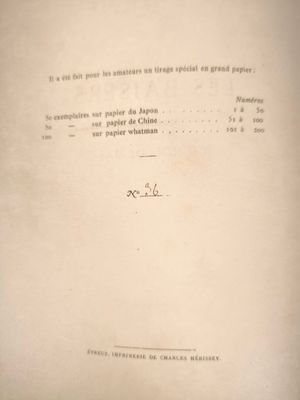 Il a été fait pour les amateurs un tirage spécial en grand papier :
Numéros
50 exemplaires sur papier du Japon . . . . . . . . 1 à 50
50 — sur papier de Chine . . . . . . . . 51 à 100
100 — sur papier whatman . . . . . . . . 101 à 200
No 36
ÉVREUX, IMPRIMERIE DE CHARLES HÉRISSEY.